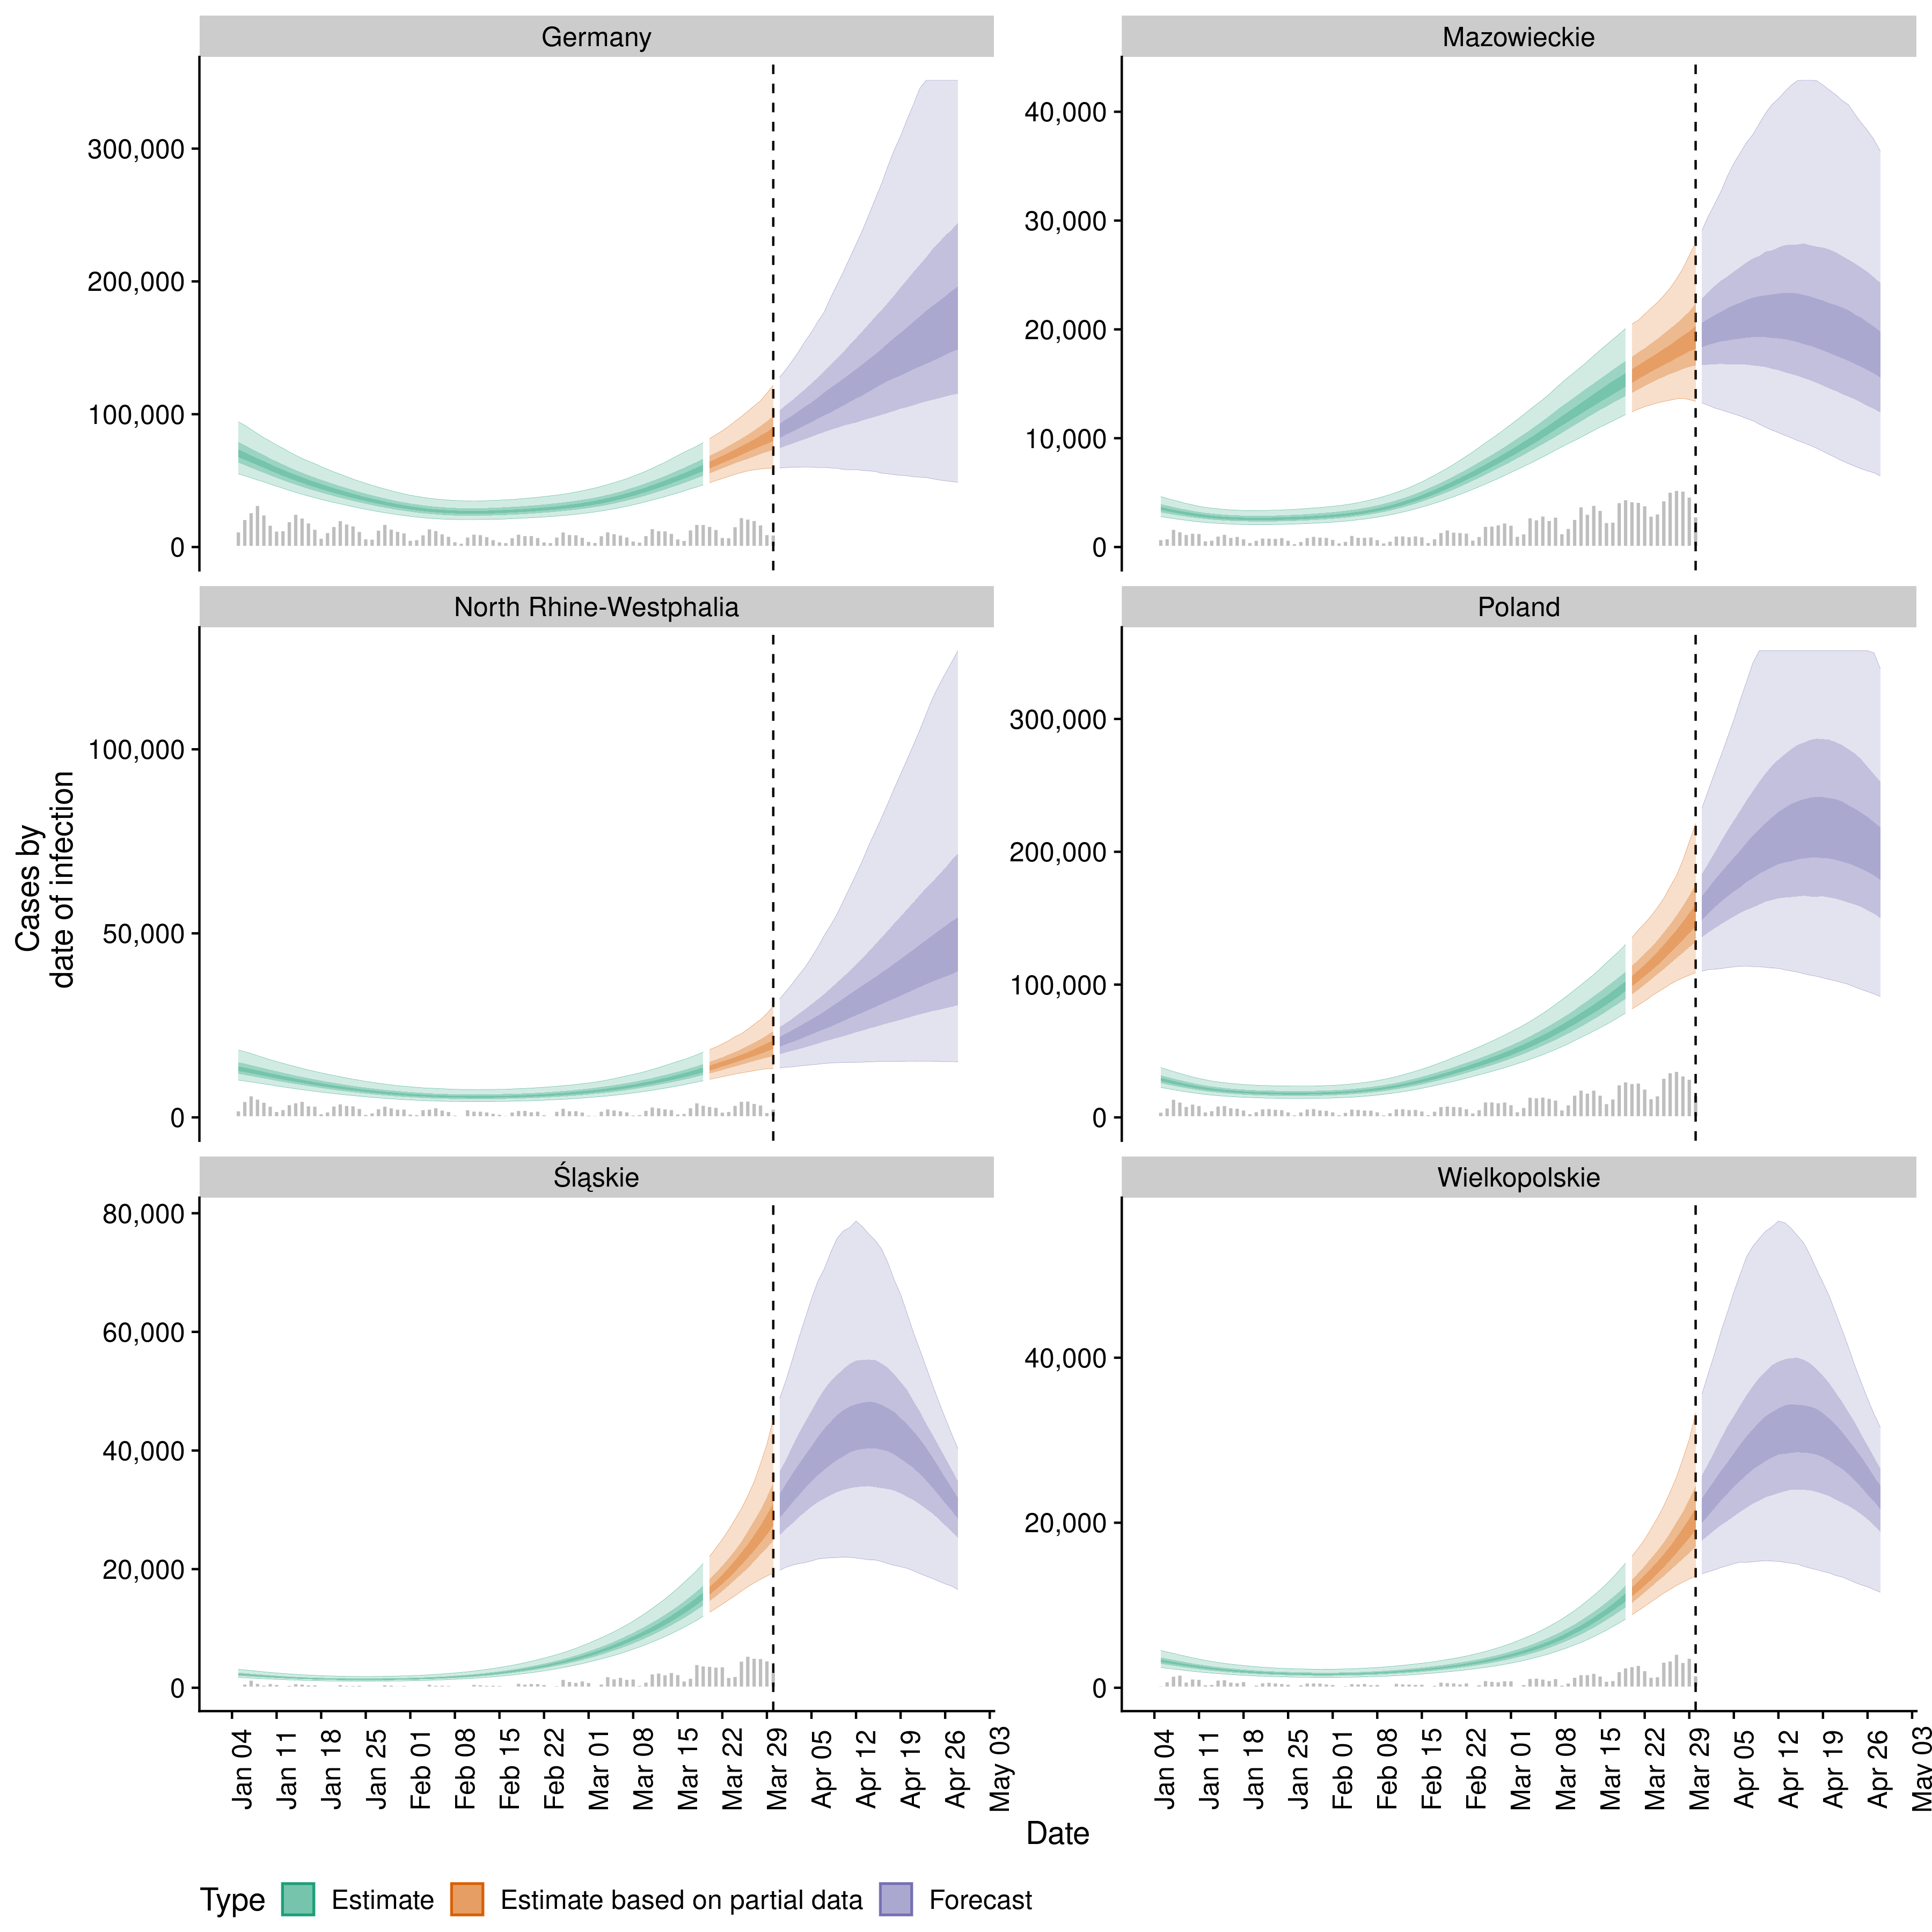 Germany
Mazowieckie
300,000
200,000
100,000
0
40,000
30,000
20,000
10,000
0
North Rhine-Westphalia
Poland
100,000
50,000
0
300,000
200,000
100,000
0
Cases by
date of infection
Śląskie
Wielkopolskie
80,000
60,000
40,000
20,000
0
40,000
20,000
0
Jan 04
Jan 11
Jan 18
Jan 25
Feb 01
Feb 08
Feb 15
Feb 22
Mar 01
Mar 08
Mar 15
Mar 22
Mar 29
Apr 05
Apr 12
Apr 19
Apr 26
May 03
Jan 04
Jan 11
Jan 18
Jan 25
Feb 01
Feb 08
Feb 15
Feb 22
Mar 01
Mar 08
Mar 15
Mar 22
Mar 29
Apr 05
Apr 12
Apr 19
Apr 26
May 03
Date
Type Estimate Estimate based on partial data Forecast